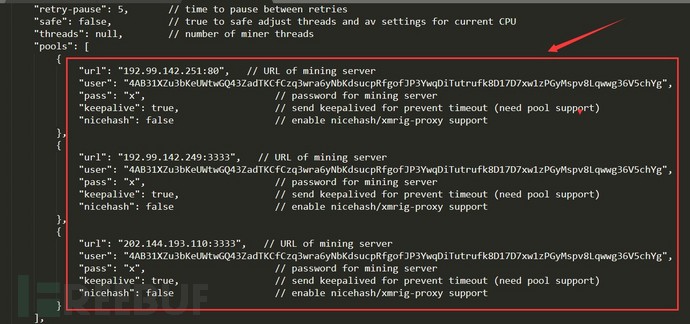 "retry-pause": 5, // time to pause between retries
"safe": false, // true to safe adjust threads and av settings for current CPU
"threads": null, // number of miner threads
"pools": [
{
"url": "192.99.142.251:80", // URL of mining server
"user": "4AB31XZu3bKeUWtwGQ43ZadTKCfCzq3wra6yNbKdsucpRfgofJP3YwqDiTutrufk8D17D7xw1zPGyMspv8Lqwwg36V5chYg",
"pass": "x", // password for mining server
"keepalive": true, // send keepalived for prevent timeout (need pool support)
"nicehash": false // enable nicehash/xmrig-proxy support
},
{
"url": "192.99.142.249:3333", // URL of mining server
"user": "4AB31XZu3bKeUWtwGQ43ZadTKCfCzq3wra6yNbKdsucpRfgofJP3YwqDiTutrufk8D17D7xw1zPGyMspv8Lqwwg36V5chYg",
"pass": "x", // password for mining server
"keepalive": true, // send keepalived for prevent timeout (need pool support)
"nicehash": false // enable nicehash/xmrig-proxy support
},
{
"url": "202.144.193.110:3333", // URL of mining server
"user": "4AB31XZu3bKeUWtwGQ43ZadTKCfCzq3wra6yNbKdsucpRfgofJP3YwqDiTutrufk8D17D7xw1zPGyMspv8Lqwwg36V5chYg",
"pass": "x", // password for mining server
"keepalive": true, // send keepalived for prevent timeout (need pool support)
"nicehash": false // enable nicehash/xmrig-proxy support
}
],
FREEBUF